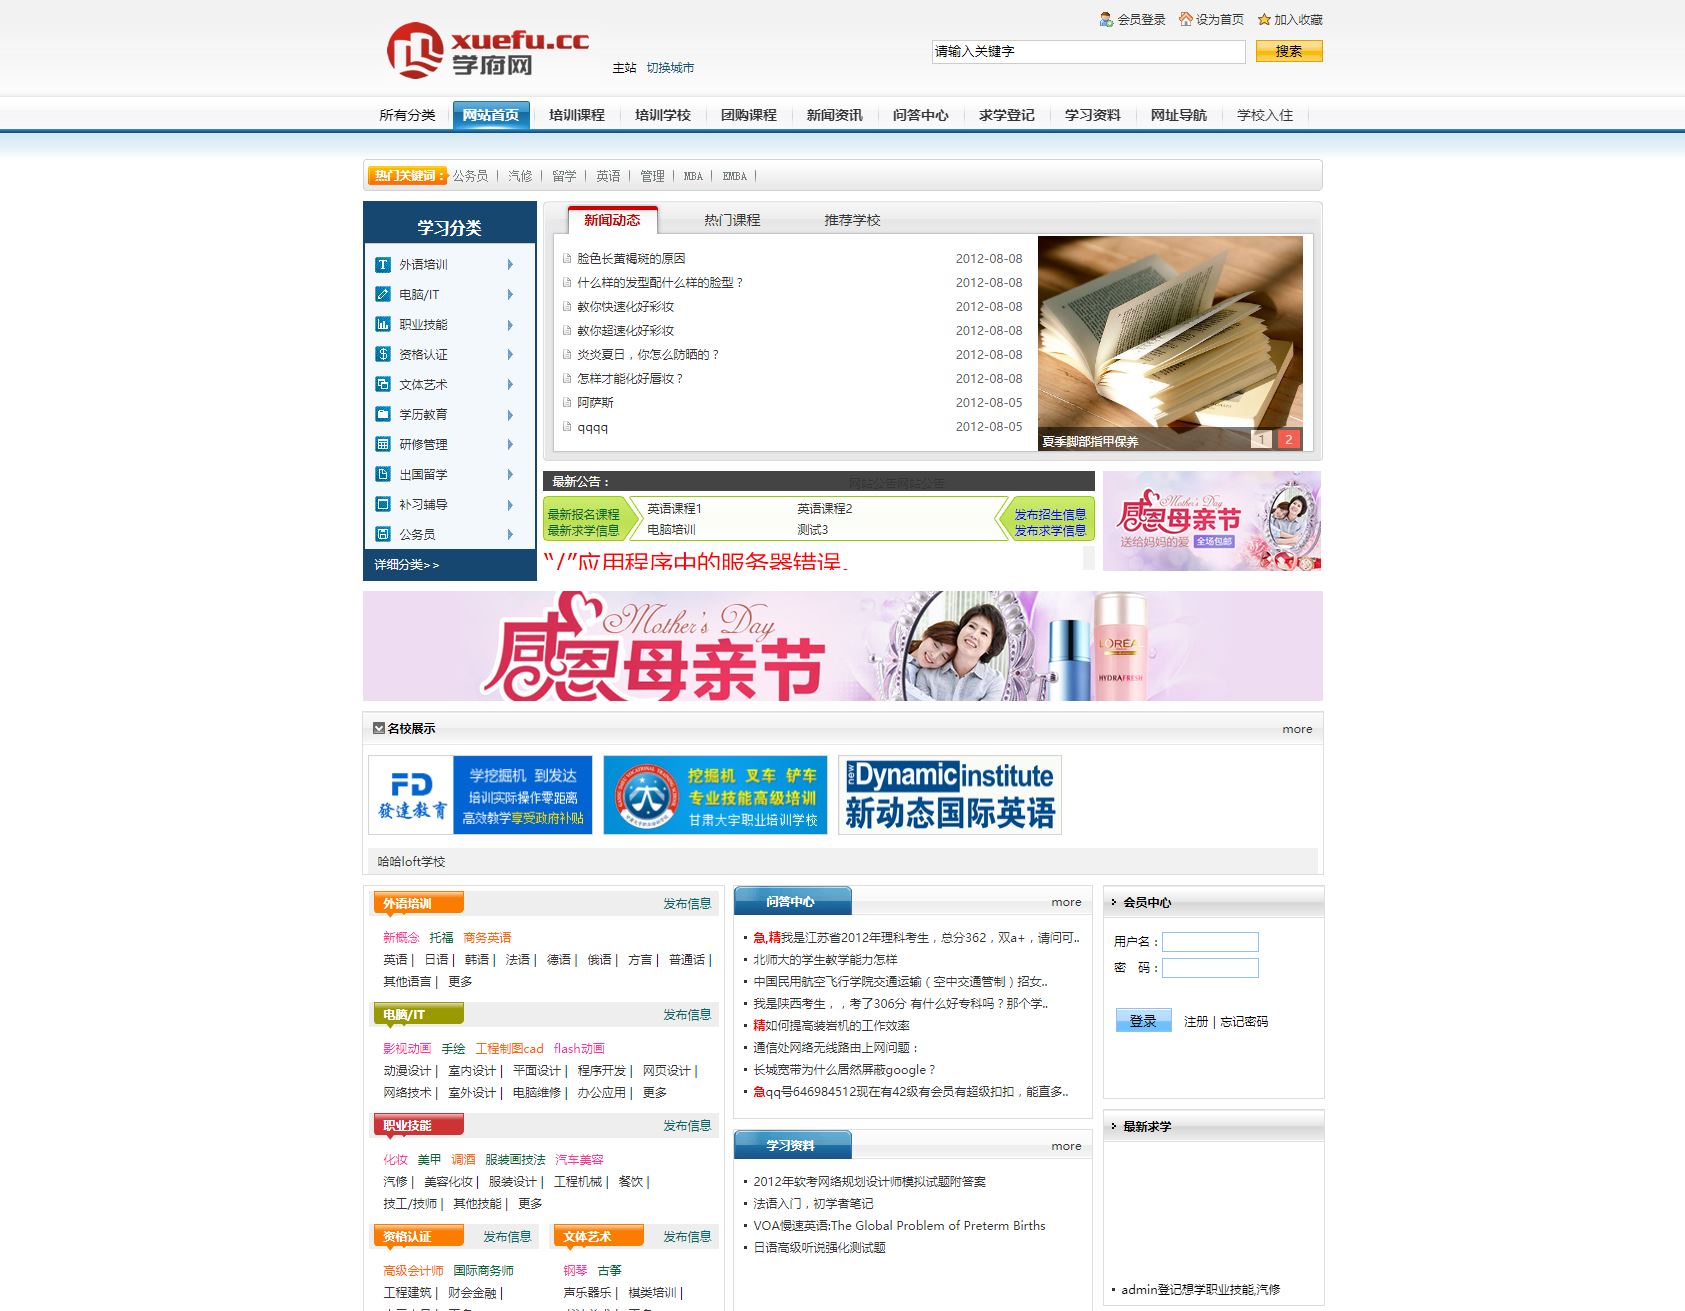 会员登录 设为首页 加入收藏
xuefu.cc
学府网
主站 切换城市
请输入关键字 搜索
所有分类 网站首页 培训课程 培训学校 团购课程 新闻资讯 问答中心 求学登记 学习资料 网址导航 学校入住
热门关键词： 公务员 | 汽修 | 留学 | 英语 | 管理 | MBA | EMBA |
学习分类
外语培训
电脑/IT
职业技能
资格认证
文体艺术
学历教育
研修管理
出国留学
补习辅导
公务员
详细分类>>
新闻动态 热门课程 推荐学校
脸色长黄褐斑的原因 2012-08-08
什么样的发型配什么样的脸型？ 2012-08-08
教你快速化好彩妆 2012-08-08
教你超速化好彩妆 2012-08-08
炎炎夏日，你怎么防晒的？ 2012-08-08
怎样才能化好唇妆？ 2012-08-08
阿萨斯 2012-08-05
qqqq 2012-08-05
夏季脚部指甲保养 1 2
最新公告： 网站公告网站公告
最新报名课程 英语课程1 英语课程2 发布招生信息
最新求学信息 电脑培训 测试3 发布求学信息
“/”应用程序中的服务器错误。
Mother's Day
感恩母亲节
送给妈妈的爱 全场包邮
Mother's Day
感恩母亲节
LOREAL
HYDRAFRESH
名校展示 more
FD
發達教育
学挖掘机 到发达
培训实际操作零距离
高效教学享受政府补贴
挖掘机 叉车 铲车
专业技能高级培训
甘肃大宇职业培训学校
new Dynamic institute
新动态国际英语
哈哈loft学校
外语培训 发布信息
新概念 托福 商务英语
英语 | 日语 | 韩语 | 法语 | 德语 | 俄语 | 方言 | 普通话 |
其他语言 | 更多
电脑/IT 发布信息
影视动画 手绘 工程制图cad flash动画
动漫设计 | 室内设计 | 平面设计 | 程序开发 | 网页设计 |
网络技术 | 室外设计 | 电脑维修 | 办公应用 | 更多
职业技能 发布信息
化妆 美甲 调酒 服装画技法 汽车美容
汽修 | 美容化妆 | 服装设计 | 工程机械 | 餐饮 |
技工/技师 | 其他技能 | 更多
资格认证 发布信息
高级会计师 国际商务师
工程建筑 | 财会金融 |
文体艺术 发布信息
钢琴 古筝
声乐器乐 | 棋类培训 |
问答中心 more
急,精我是江苏省2012年理科考生，总分362，双a+，请问可..
北师大的学生教学能力怎样
中国民用航空飞行学院交通运输（空中交通管制）招女..
我是陕西考生，，考了306分 有什么好专科吗？那个学..
精如何提高装岩机的工作效率
通信处网络无线路由上网问题：
长城宽带为什么居然屏蔽google？
急qq号646984512现在有42级有会员有超级扣扣，能直多..
学习资料 more
2012年软考网络规划设计师模拟试题附答案
法语入门，初学者笔记
VOA慢速英语:The Global Problem of Preterm Births
日语高级听说强化测试题
会员中心
用户名：
密 码：
登录 注册 | 忘记密码
最新求学
admin登记想学职业技能,汽修